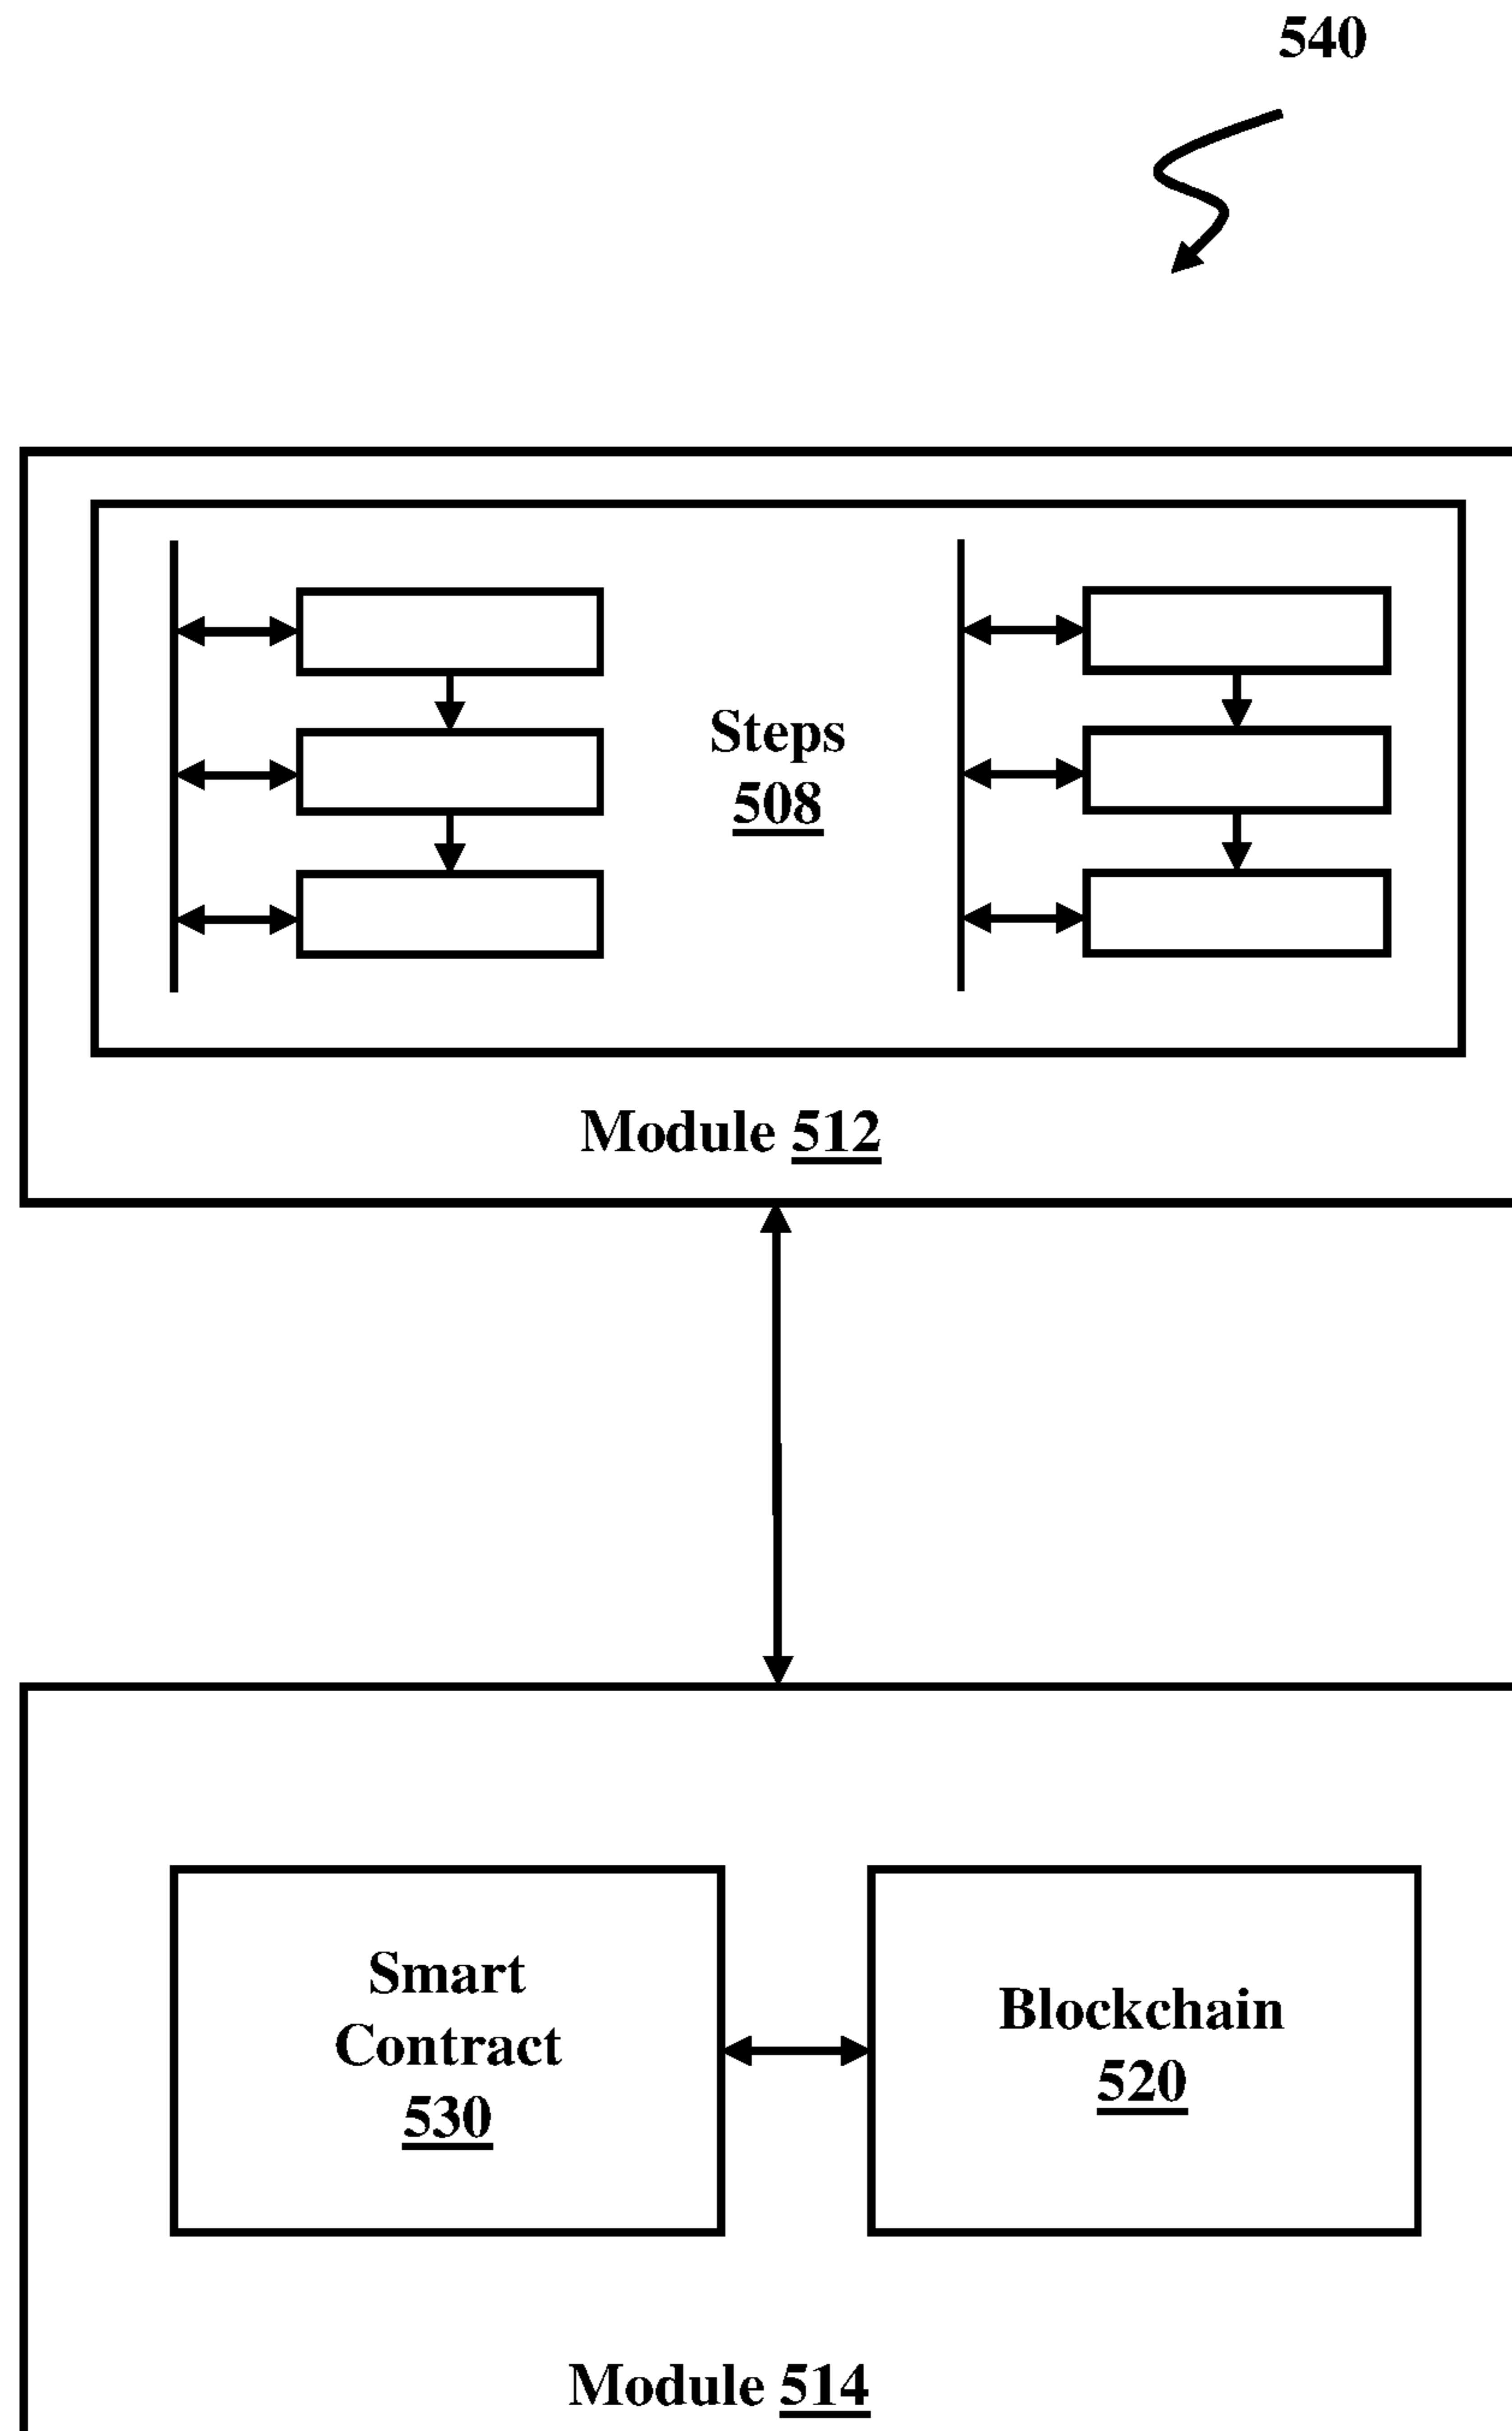 540
Steps
508
Module 512
Smart
Contract
530
Blockchain
520
Module 514